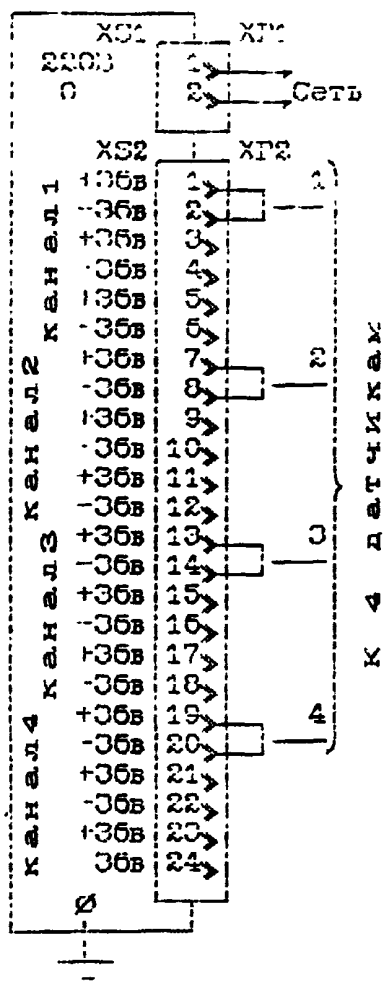 XS1 XP1
220В 1
0 2 Сеть
XS2 XP2
+36в 1 1
-36в 2
+36в 3
-36в 4
+36в 5
-36в 6
+36в 7 2
-36в 8
+36в 9
-36в 10
+36в 11
-36в 12
+36в 13 3
-36в 14
+36в 15
-36в 16
+36в 17
-36в 18
+36в 19 4
-36в 20
+36в 21
-36в 22
+36в 23
36в 24
Канал1
Канал2
Канал3
Канал4
К 4 датчикам